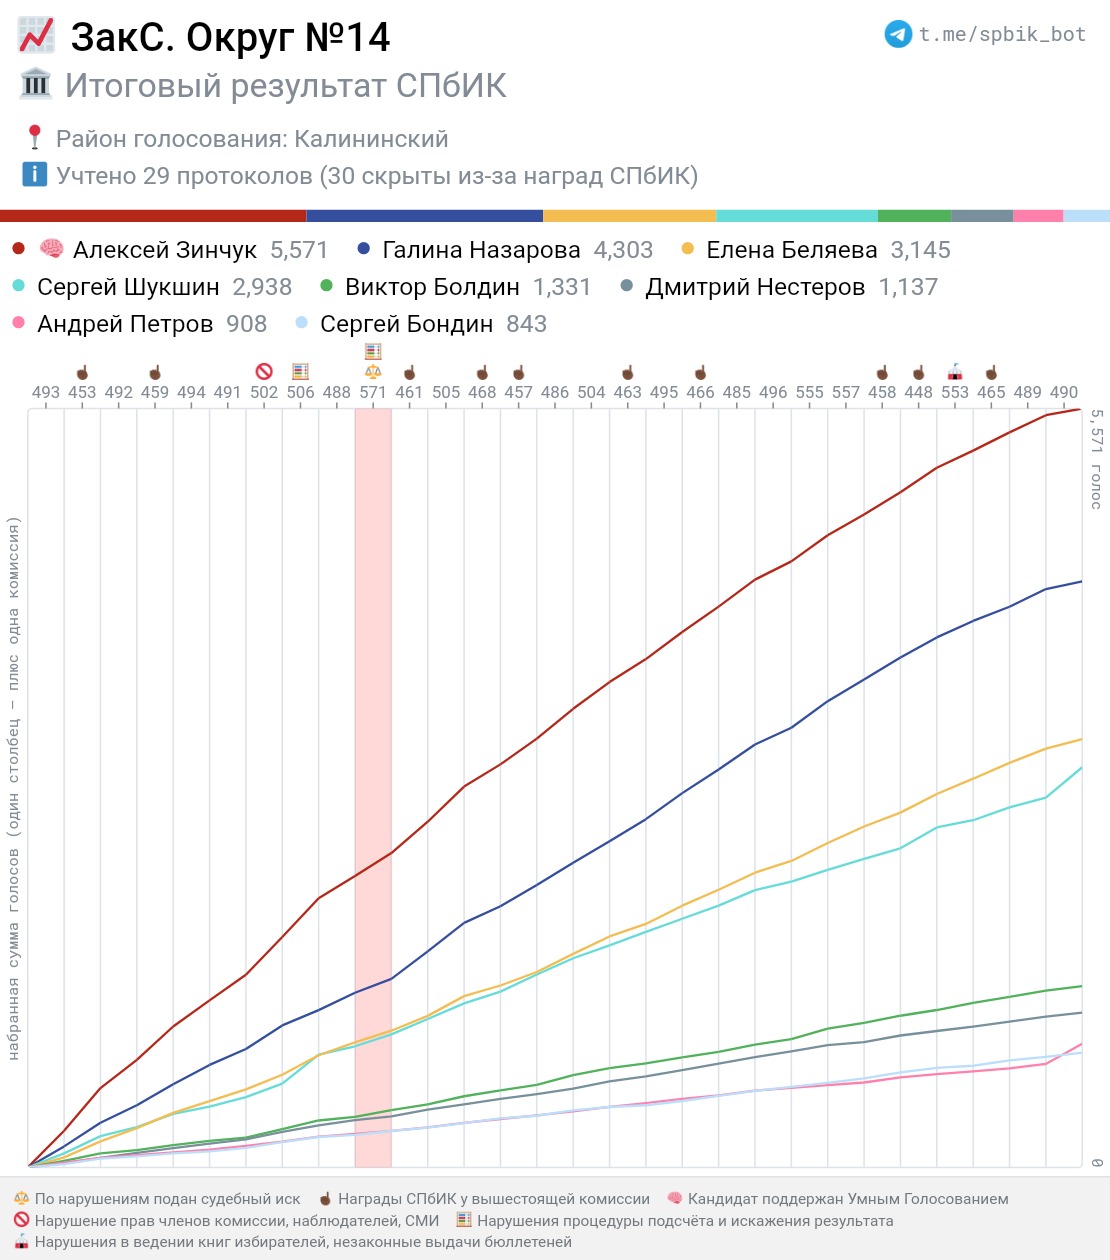 ЗакС. Округ №14
t.me/spbik_bot
Итоговый результат СПбИК
Район голосования: Калининский
Учтено 29 протоколов (30 скрыты из-за наград СПбИК)
Алексей Зинчук 5,571 Галина Назарова 4,303 Елена Беляева 3,145
Сергей Шукшин 2,938 Виктор Болдин 1,331 Дмитрий Нестеров 1,137
Андрей Петров 908 Сергей Бондин 843
493 453 492 459 494 491 502 506 488 571 461 505 468 457 486 504 463 495 466 485 496 555 557 458 448 553 465 489 490
5,571 голос
набранная сумма голосов (один столбец – плюс одна комиссия)
0
По нарушениям подан судебный иск Награды СПбИК у вышестоящей комиссии Кандидат поддержан Умным Голосованием
Нарушение прав членов комиссии, наблюдателей, СМИ Нарушения процедуры подсчёта и искажения результата
Нарушения в ведении книг избирателей, незаконные выдачи бюллетеней